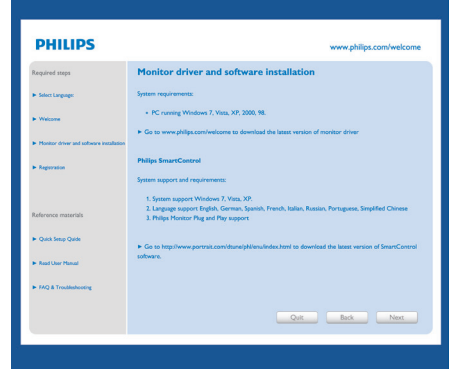 PHILIPS
www.philips.com/welcome
Required steps
► Select Language
► Welcome
► Monitor driver and software installation
► Registration
Reference materials
► Quick Setup Guide
► Read User Manual
► FAQ & Troubleshooting
Monitor driver and software installation
System requirements:
• PC running Windows 7, Vista, XP, 2000, 98.
► Go to www.philips.com/welcome to download the latest version of monitor driver
Philips SmartControl
System support and requirements:
1. System support Windows 7, Vista, XP.
2. Language support English, German, Spanish, French, Italian, Russian, Portuguese, Simplified Chinese
3. Philips Monitor Plug and Play support
► Go to http://www.portrait.com/dtune/phl/enu/index.html to download the latest version of SmartControl
software.
Quit
Back
Next